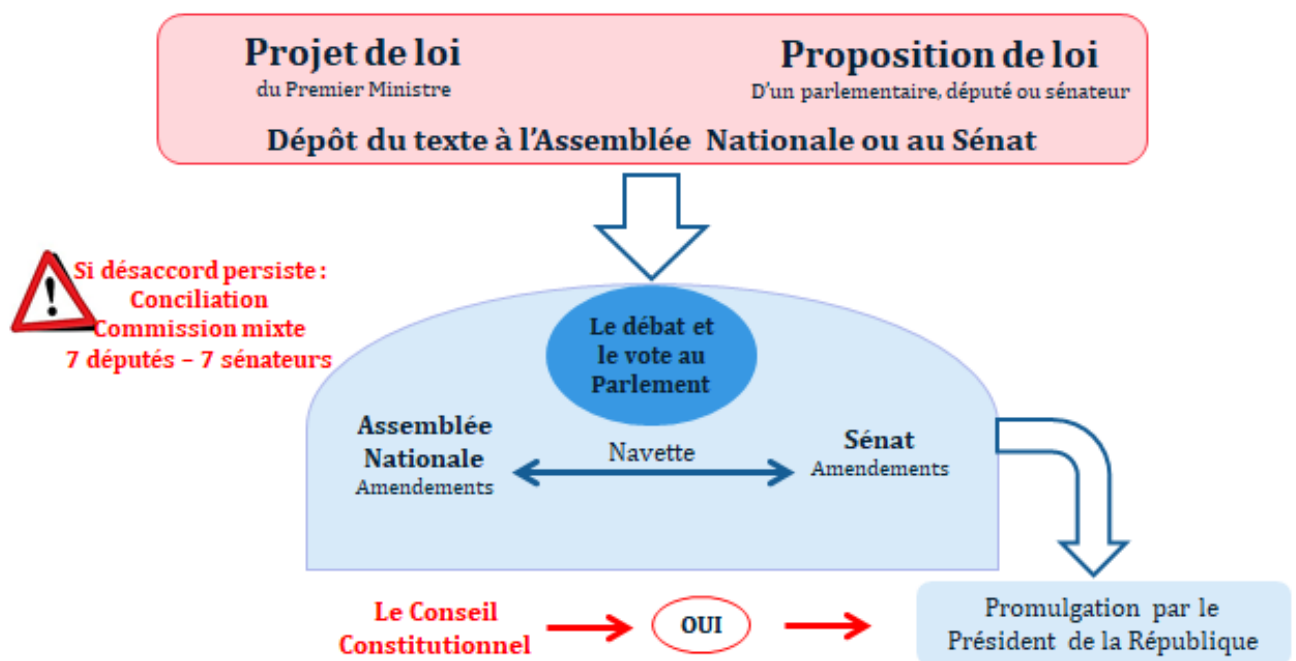 Projet de loi
du Premier Ministre
Proposition de loi
D'un parlementaire, député ou sénateur
Dépôt du texte à l'Assemblée Nationale ou au Sénat
Si désaccord persiste :
Conciliation
Commission mixte
7 députés – 7 sénateurs
Le débat et
le vote au
Parlement
Assemblée
Nationale
Amendements
Navette
Sénat
Amendements
Le Conseil
Constitutionnel
OUI
Promulgation par le
Président de la République